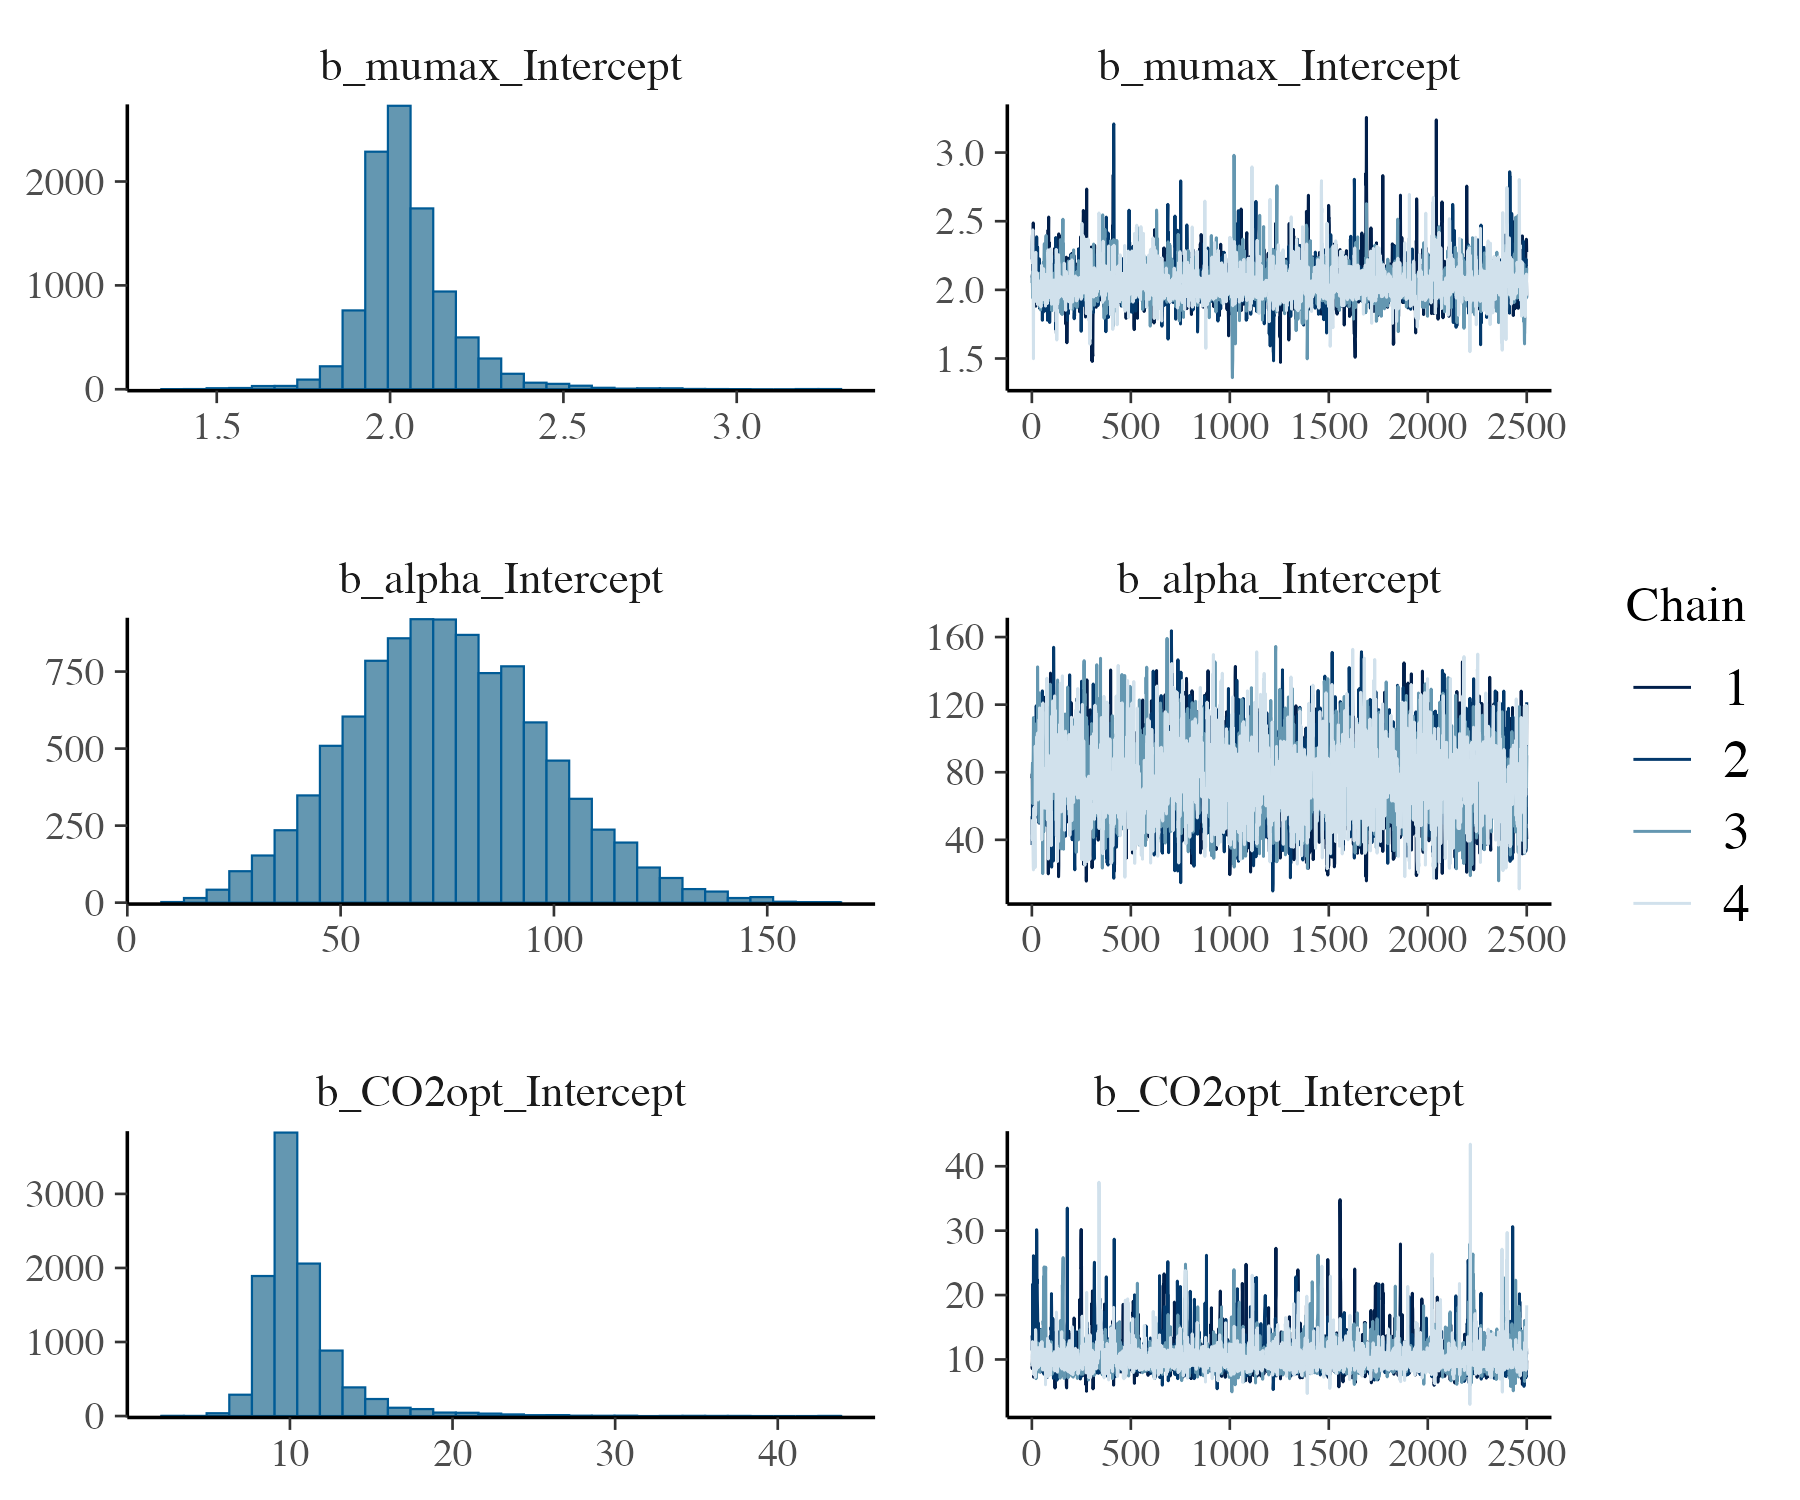 b_mumax_Intercept
b_mumax_Intercept
2000
1000
0
1.5 2.0 2.5 3.0
3.0
2.5
2.0
1.5
0 500 1000 1500 2000 2500
b_alpha_Intercept
b_alpha_Intercept
750
500
250
0
0 50 100 150
160
120
80
40
0 500 1000 1500 2000 2500
Chain
1
2
3
4
b_CO2opt_Intercept
b_CO2opt_Intercept
3000
2000
1000
0
10 20 30 40
40
30
20
10
0 500 1000 1500 2000 2500